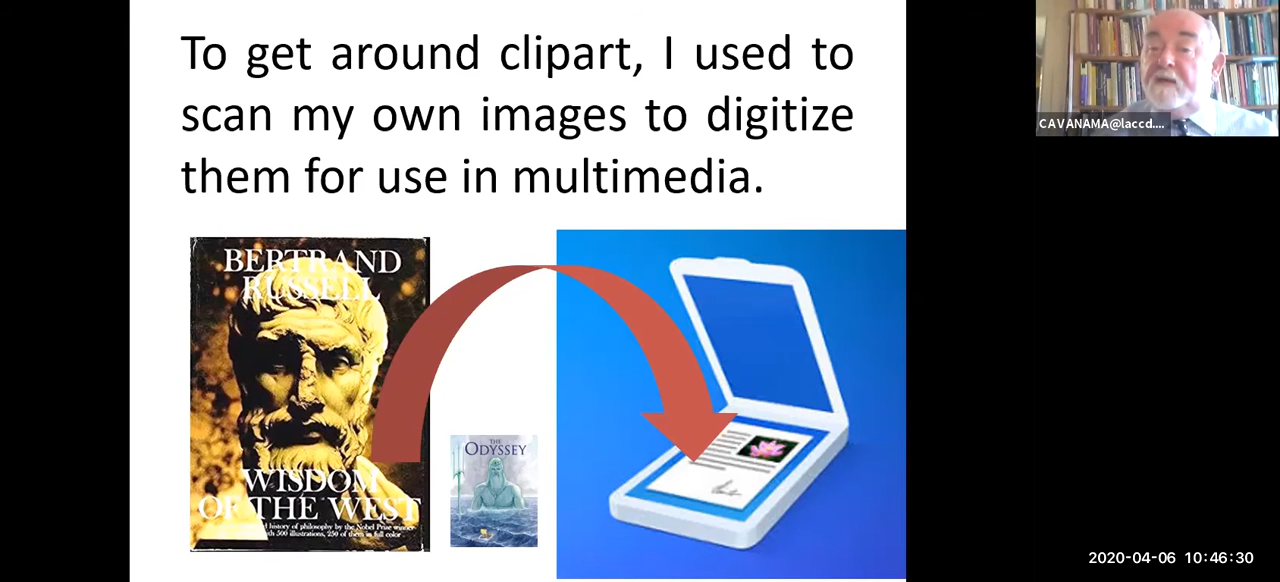 To get around clipart, I used to
scan my own images to digitize
them for use in multimedia.
BERTRAND
RUSSELL
WISDOM
OF THE WEST
history of philosophy by the Nobel Prize winner
500 illustrations, 250 of them in full color.
THE
ODYSSEY
CAVANAMA@laccd....
2020-04-06 10:46:30